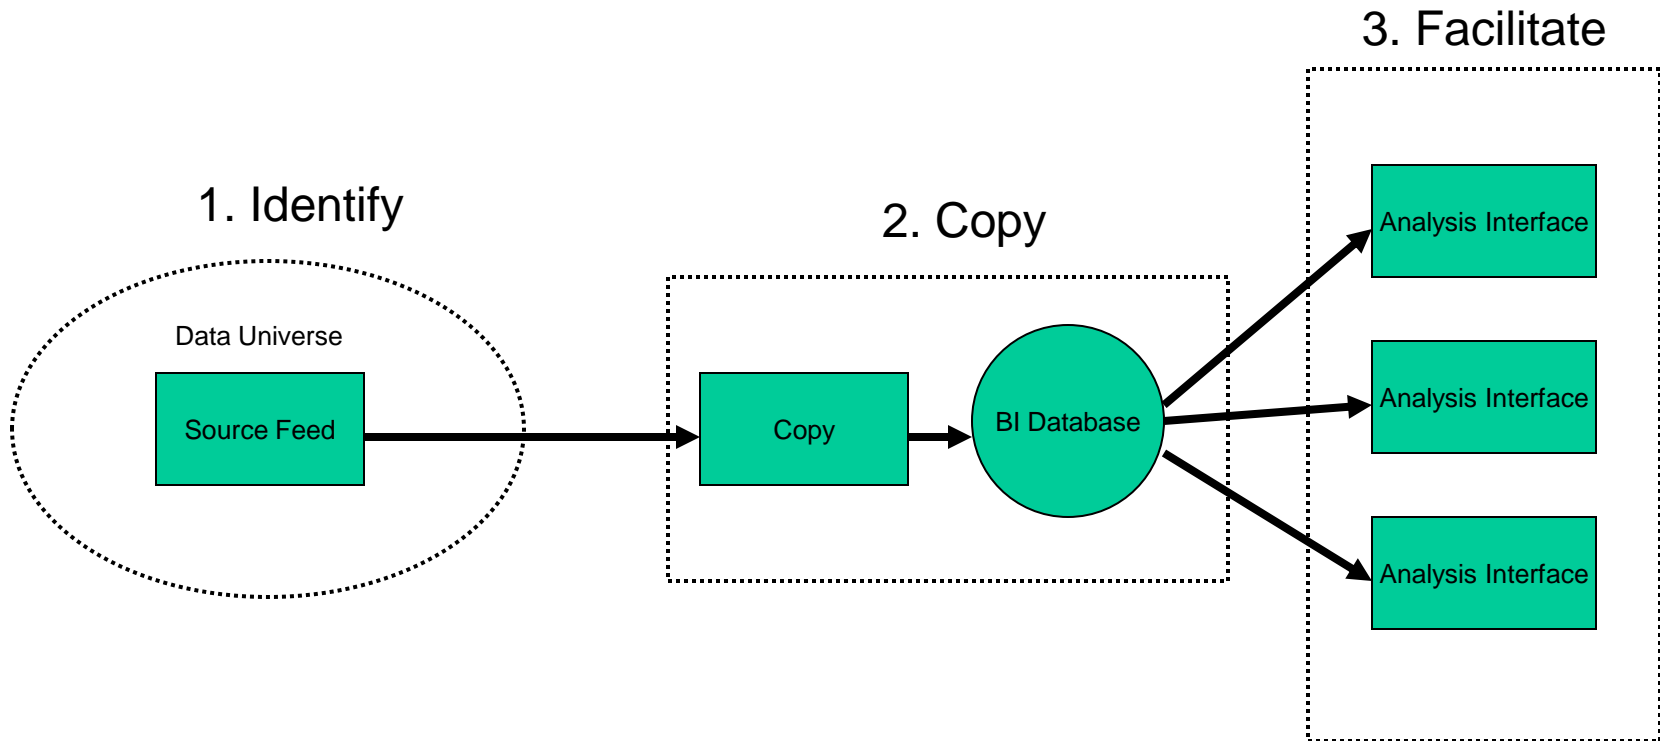 1. Identify
Data Universe
Source Feed
2. Copy
Copy
BI Database
3. Facilitate
Analysis Interface
Analysis Interface
Analysis Interface